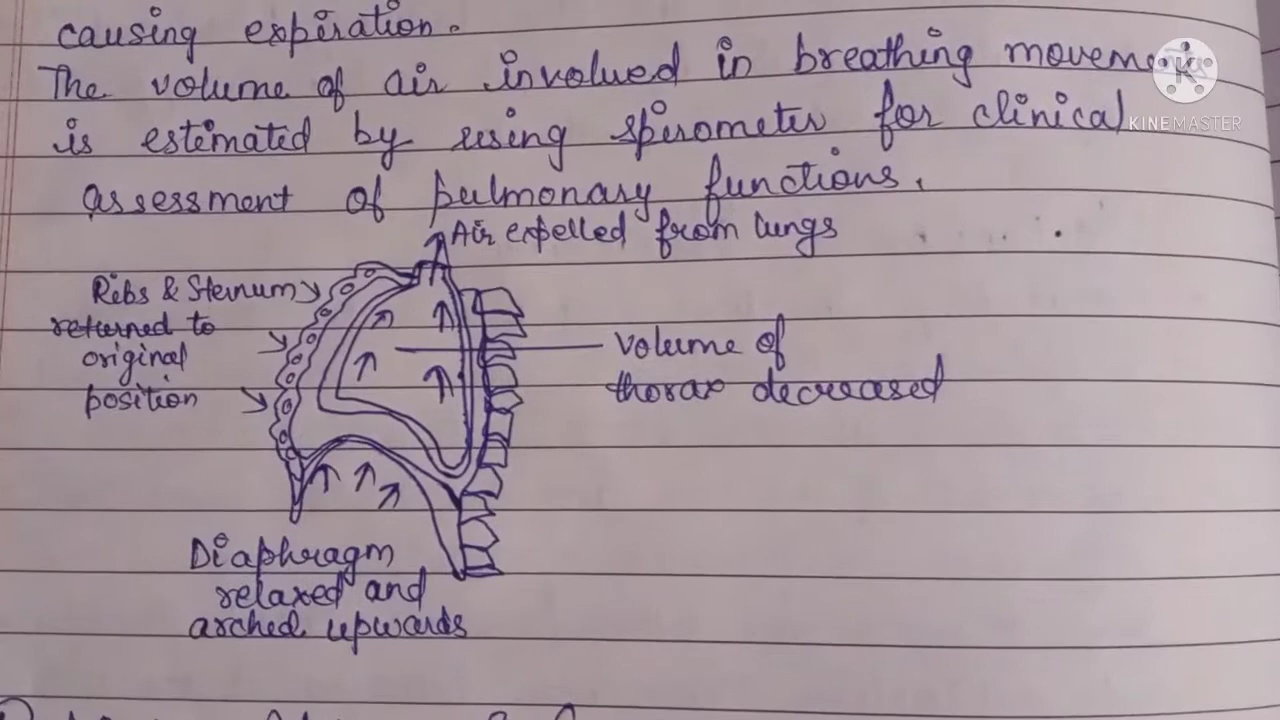 causing expiration.
The volume of air involved in breathing moveme
is estimated by using spirometer for clinical
KINEMASTER
assessment of pulmonary functions.
Air expelled from lungs
Ribs & Sternum
returned to
original
position
volume of
thorax decreased
Diaphragm
relaxed and
arched upwards